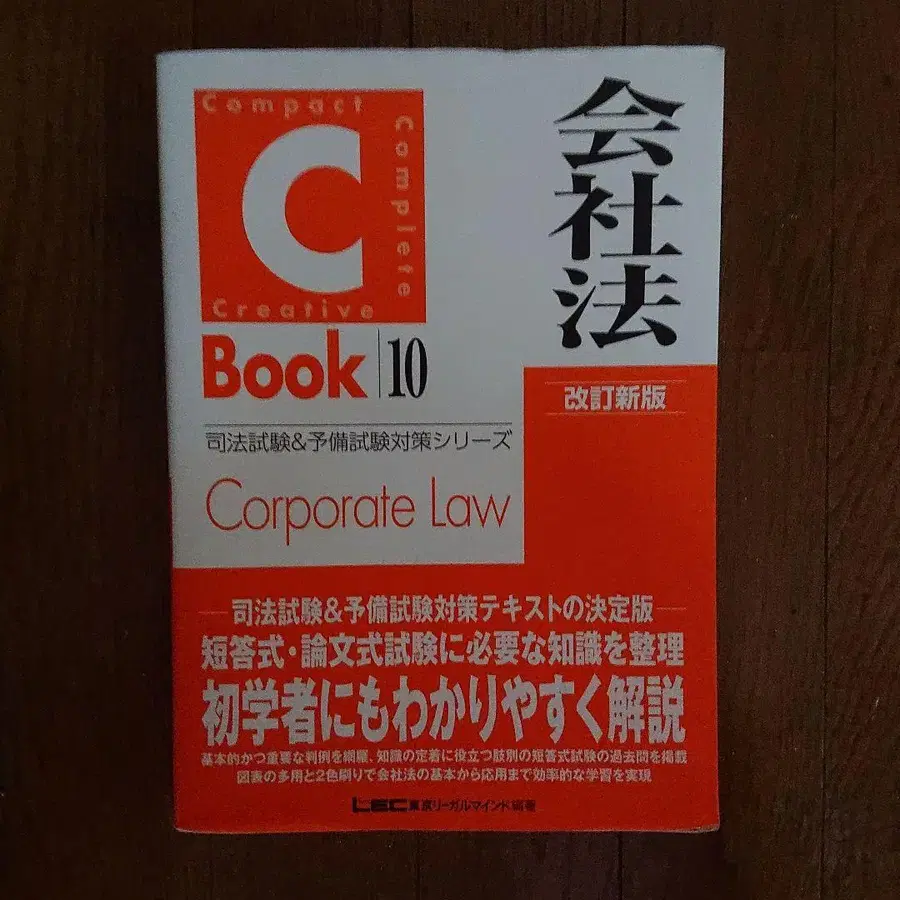 Compact
Complete
Creative
C
Book 10
会社法
改訂新版
司法試験&予備試験対策シリーズ
Corporate Law
司法試験&予備試験対策テキストの決定版
短答式・論文式試験に必要な知識を整理
初学者にもわかりやすく解説
基本的かつ重要な判例を網羅、知識の定着に役立つ肢別の短答式試験の過去問を掲載
図表の多用と2色刷りで会社法の基本から応用まで効率的な学習を実現
LEC東京リーガルマインド編著